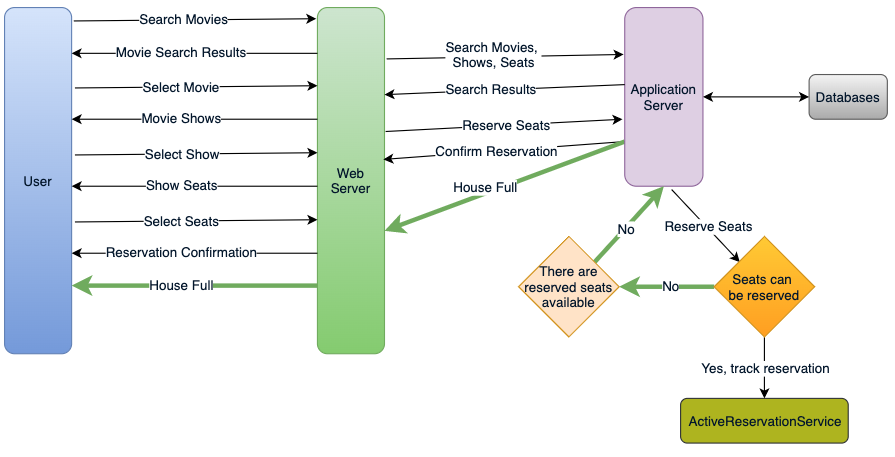 User
Search Movies
Movie Search Results
Select Movie
Movie Shows
Select Show
Show Seats
Select Seats
Reservation Confirmation
House Full
Web
Server
Search Movies,
Shows, Seats
Search Results
Reserve Seats
Confirm Reservation
House Full
Application
Server
Databases
Reserve Seats
No
There are
reserved seats
available
No
Seats can
be reserved
Yes, track reservation
ActiveReservationService